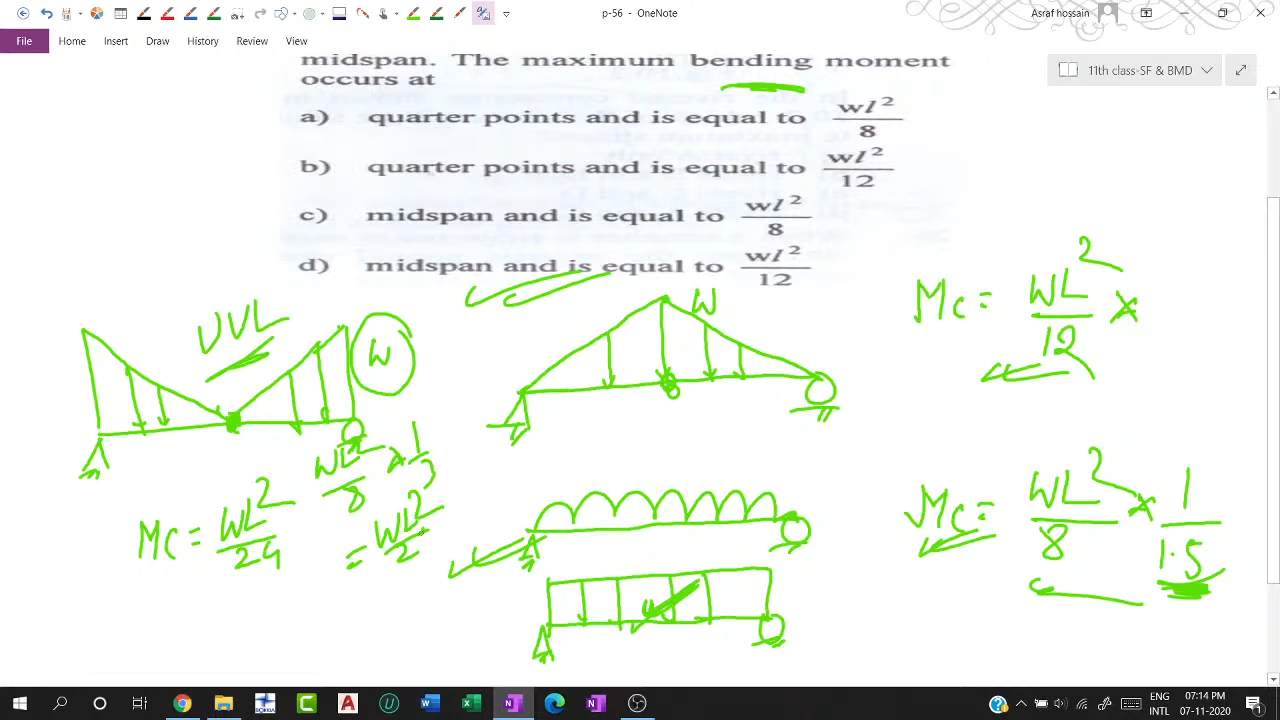 p-56 - OneNote
Asraf hossain
File Home Insert Draw History Review View
11th class SF & BMD
midspan. The maximum bending moment
occurs at
a) quarter points and is equal to wl²/8
b) quarter points and is equal to wl²/12
c) midspan and is equal to wl²/8
d) midspan and is equal to wl²/12
UVL
W
W
Mc = WL²/12 ×
WL²/8 × 1/3
Mc = WL²/24
= WL²/2
Mc = WL²/8 × 1/1.5
ENG
07:14 PM
INTL
07-11-2020